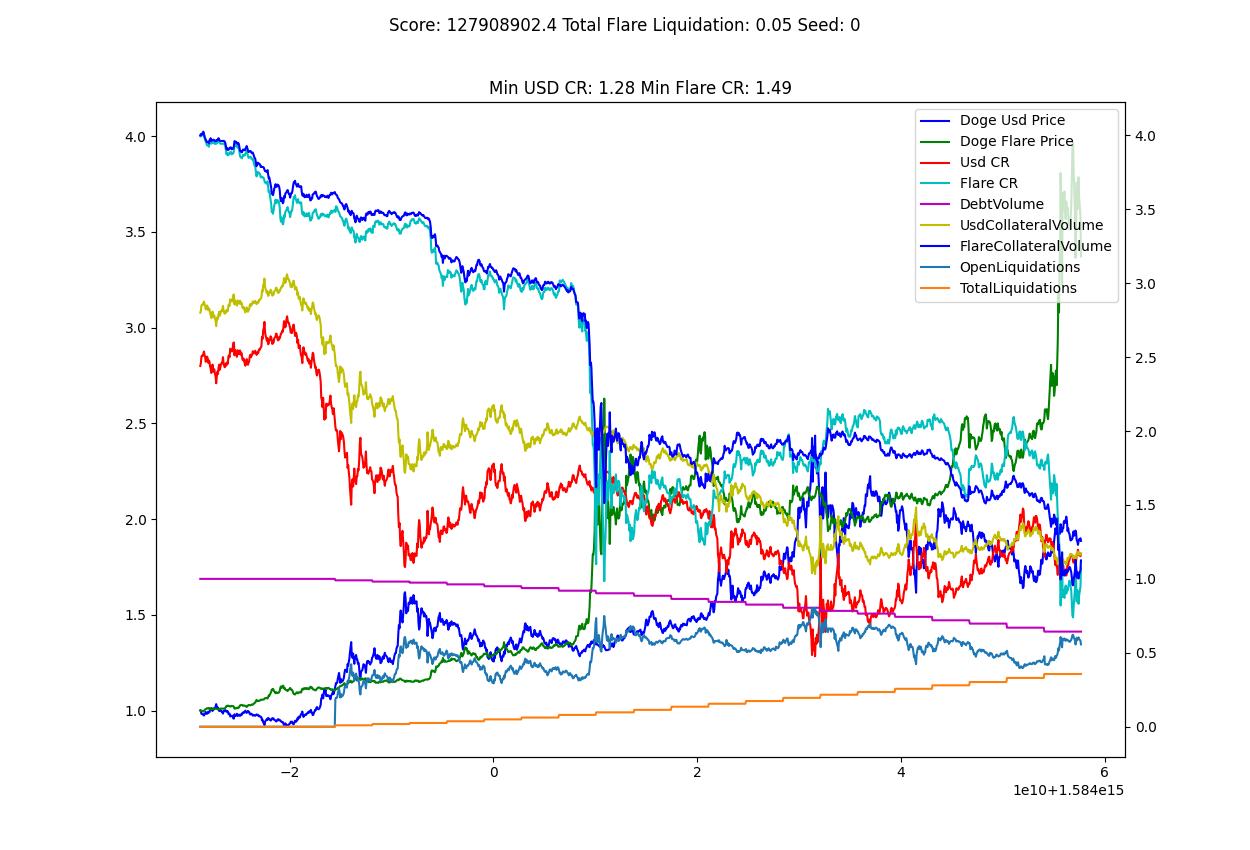 Score: 127908902.4 Total Flare Liquidation: 0.05 Seed: 0
Min USD CR: 1.28 Min Flare CR: 1.49
Doge Usd Price
Doge Flare Price
Usd CR
Flare CR
DebtVolume
UsdCollateralVolume
FlareCollateralVolume
OpenLiquidations
TotalLiquidations
4.0
3.5
3.0
2.5
2.0
1.5
1.0
4.0
3.5
3.0
2.5
2.0
1.5
1.0
0.5
0.0
−2 0 2 4 6
1e10+1.584e15